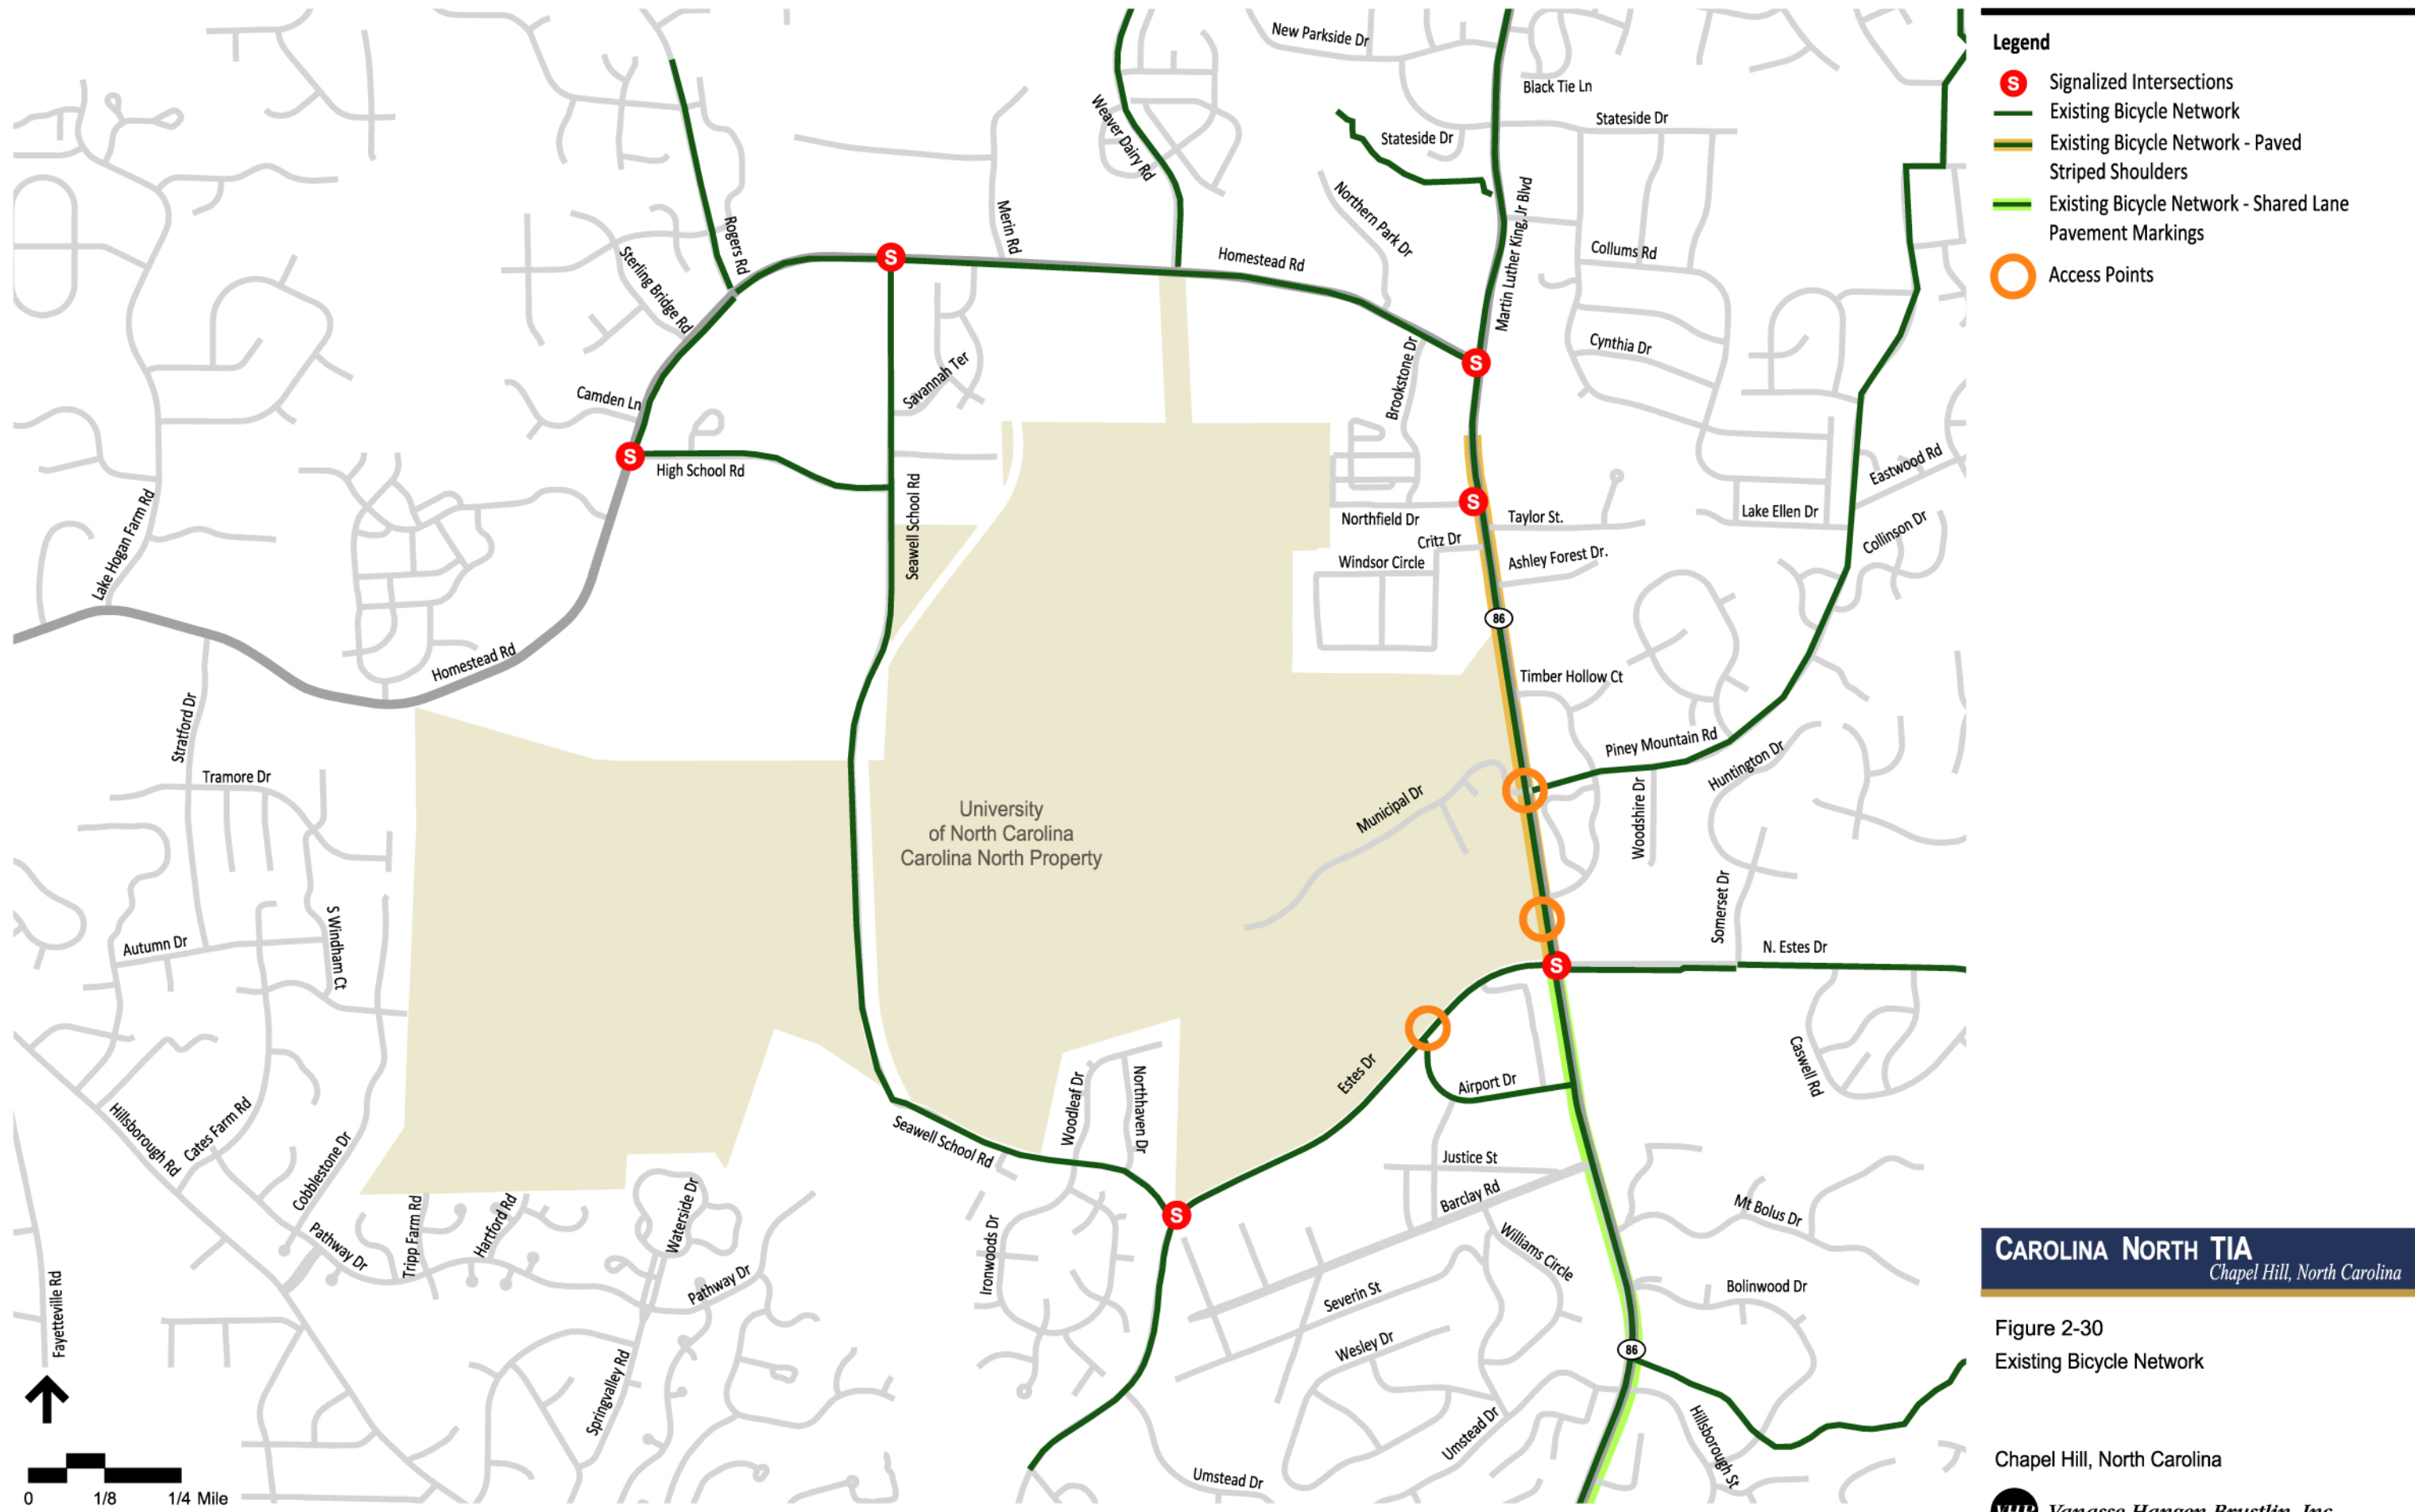 New Parkside Dr
Black Tie Ln
Stateside Dr
Stateside Dr
Weaver Dairy Rd
Northern Park Dr
Martin Luther King, Jr Blvd
Merin Rd
Rogers Rd
Sterling Bridge Rd
S
Homestead Rd
Collums Rd
Cynthia Dr
S
Brookstone Dr
Savannah Ter
Camden Ln
S
High School Rd
Seawell School Rd
Eastwood Rd
S
Northfield Dr
Taylor St.
Lake Ellen Dr
Collinson Dr
Critz Dr
Windsor Circle
Ashley Forest Dr.
Lake Hogan Farm Rd
86
Homestead Rd
Timber Hollow Ct
Stratford Dr
Piney Mountain Rd
Huntington Dr
Woodshire Dr
Tramore Dr
Municipal Dr
University
of North Carolina
Carolina North Property
Somerset Dr
S Windham Ct
Autumn Dr
S
N. Estes Dr
Caswell Rd
Estes Dr
Airport Dr
Woodleaf Dr
Northhaven Dr
Seawell School Rd
Hillsborough Rd
Cates Farm Rd
Cobblestone Dr
Justice St
Barclay Rd
S
Mt Bolus Dr
Tripp Farm Rd
Hartford Rd
Waterside Dr
Pathway Dr
Pathway Dr
Ironwoods Dr
Williams Circle
Severin St
Bolinwood Dr
Wesley Dr
86
Fayetteville Rd
Springvalley Rd
Umstead Dr
Umstead Dr
Hillsborough St
0 1/8 1/4 Mile
Legend
S Signalized Intersections
Existing Bicycle Network
Existing Bicycle Network - Paved
Striped Shoulders
Existing Bicycle Network - Shared Lane
Pavement Markings
Access Points
CAROLINA NORTH TIA
Chapel Hill, North Carolina
Figure 2-30
Existing Bicycle Network
Chapel Hill, North Carolina
VHB Vanasse Hangen Brustlin, Inc.